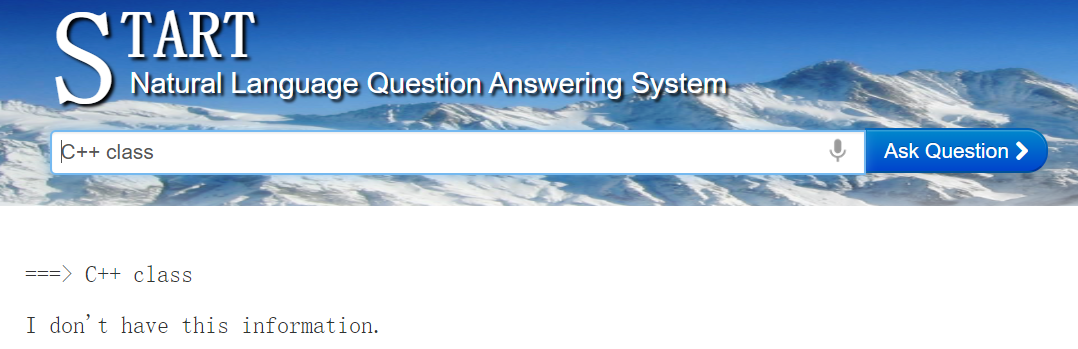 START
Natural Language Question Answering System
C++ class
Ask Question
===> C++ class
I don't have this information.